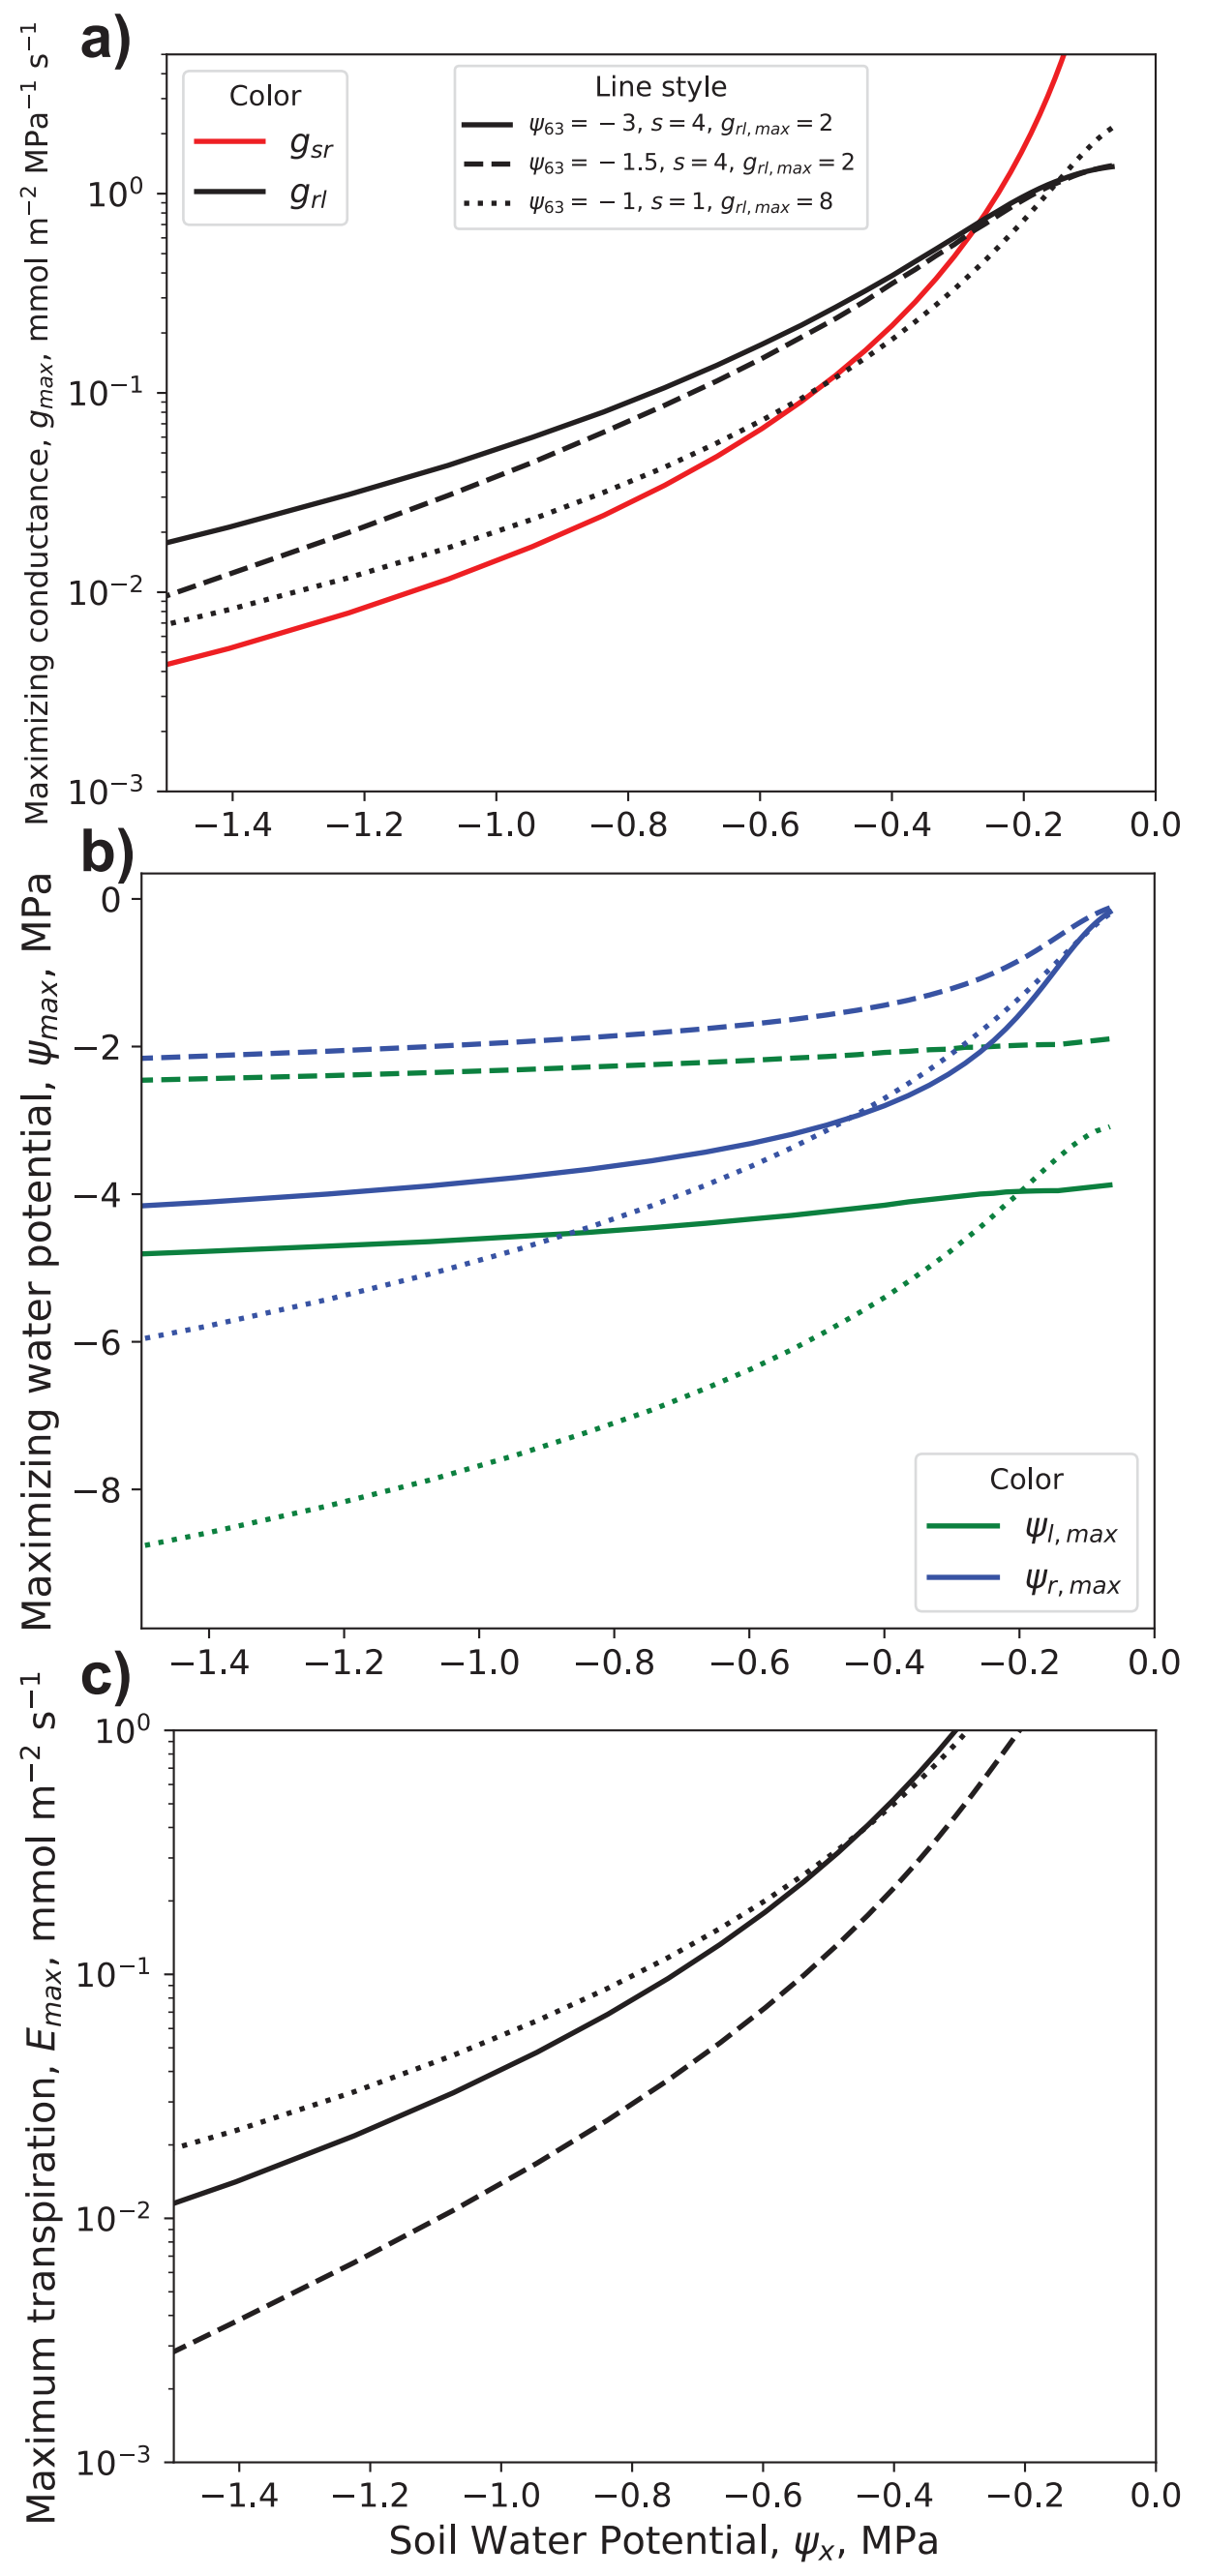 a)
Maximizing conductance, g_max, mmol m⁻² MPa⁻¹ s⁻¹
Color
g_sr
g_rl
Line style
ψ₆₃ = −3, s = 4, g_rl,max = 2
ψ₆₃ = −1.5, s = 4, g_rl,max = 2
ψ₆₃ = −1, s = 1, g_rl,max = 8
10⁰
10⁻¹
10⁻²
10⁻³
−1.4 −1.2 −1.0 −0.8 −0.6 −0.4 −0.2 0.0
b)
Maximizing water potential, ψ_max, MPa
0
−2
−4
−6
−8
Color
ψ_l,max
ψ_r,max
−1.4 −1.2 −1.0 −0.8 −0.6 −0.4 −0.2 0.0
c)
Maximum transpiration, E_max, mmol m⁻² s⁻¹
10⁰
10⁻¹
10⁻²
10⁻³
−1.4 −1.2 −1.0 −0.8 −0.6 −0.4 −0.2 0.0
Soil Water Potential, ψ_x, MPa